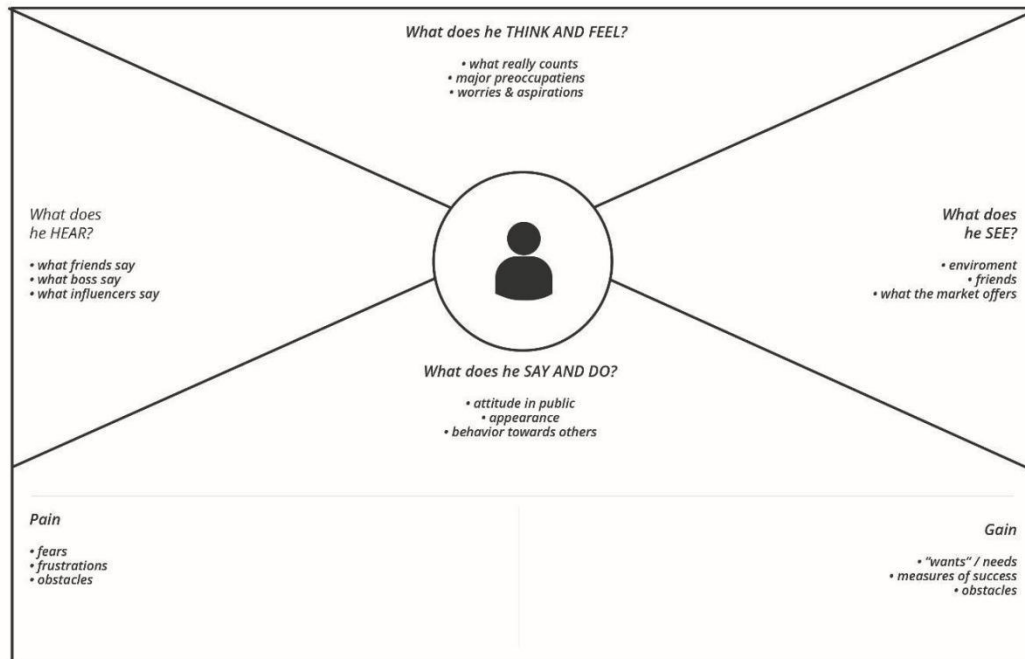 What does he THINK AND FEEL?
• what really counts
• major preoccupatiens
• worries & aspirations
What does
he HEAR?
• what friends say
• what boss say
• what influencers say
What does
he SEE?
• enviroment
• friends
• what the market offers
What does he SAY AND DO?
• attitude in public
• appearance
• behavior towards others
Pain
• fears
• frustrations
• obstacles
Gain
• “wants” / needs
• measures of success
• obstacles